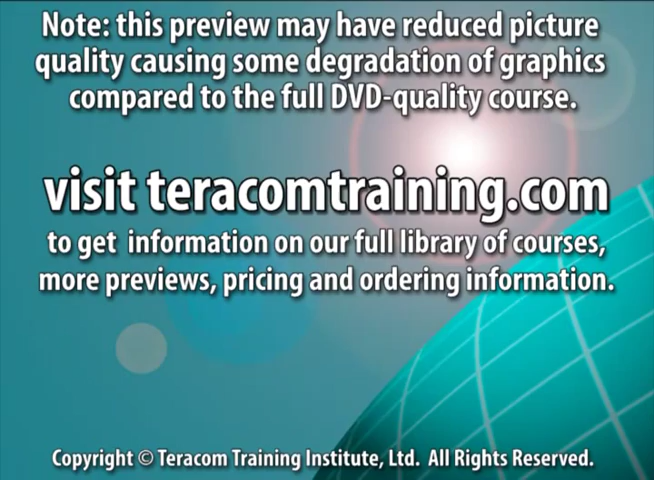 Note: this preview may have reduced picture
quality causing some degradation of graphics
compared to the full DVD-quality course.
visit teracomtraining.com
to get information on our full library of courses,
more previews, pricing and ordering information.
Copyright © Teracom Training Institute, Ltd. All Rights Reserved.